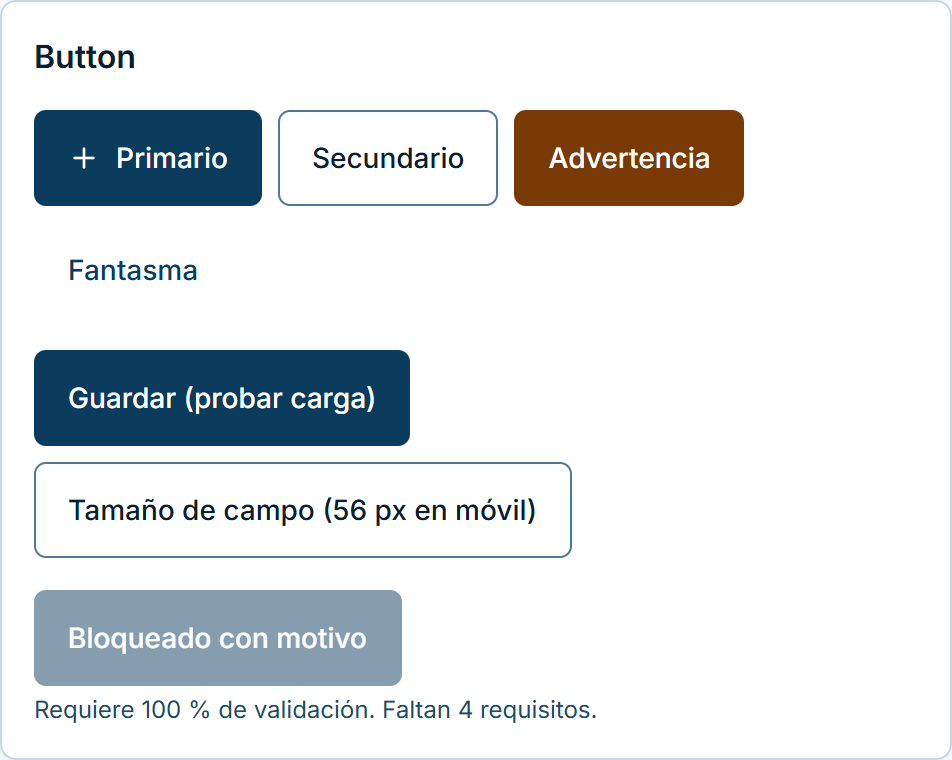 Button
+ Primario
Secundario
Advertencia
Fantasma
Guardar (probar carga)
Tamaño de campo (56 px en móvil)
Bloqueado con motivo
Requiere 100 % de validación. Faltan 4 requisitos.